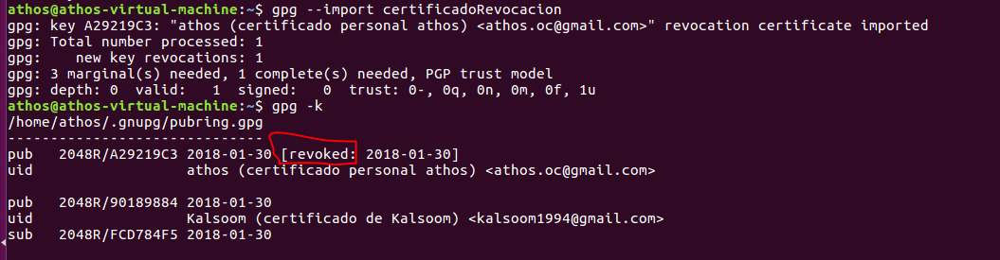 athos@athos-virtual-machine:~$ gpg --import certificadoRevocacion
gpg: key A29219C3: "athos (certificado personal athos) <athos.oc@gmail.com>" revocation certificate imported
gpg: Total number processed: 1
gpg:    new key revocations: 1
gpg: 3 marginal(s) needed, 1 complete(s) needed, PGP trust model
gpg: depth: 0  valid:   1  signed:   0  trust: 0-, 0q, 0n, 0m, 0f, 1u
athos@athos-virtual-machine:~$ gpg -k
/home/athos/.gnupg/pubring.gpg
------------------------------
pub   2048R/A29219C3 2018-01-30 [revoked: 2018-01-30]
uid                  athos (certificado personal athos) <athos.oc@gmail.com>
pub   2048R/90189884 2018-01-30
uid                  Kalsoom (certificado de Kalsoom) <kalsoom1994@gmail.com>
sub   2048R/FCD784F5 2018-01-30